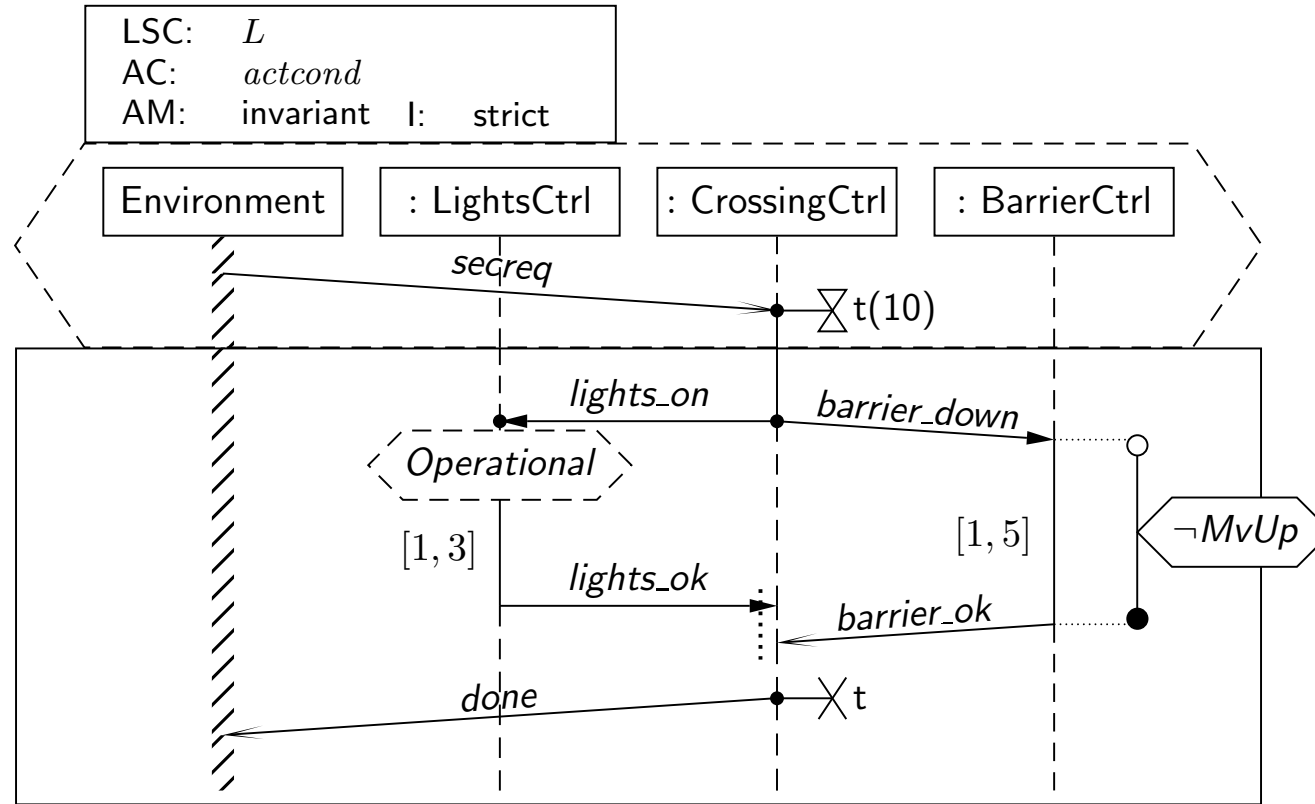 LSC: L
AC: actcond
AM: invariant I: strict
Environment : LightsCtrl : CrossingCtrl : BarrierCtrl
secreq
t(10)
lights_on barrier_down
Operational
[1, 3] [1, 5] ¬MvUp
lights_ok barrier_ok
done t